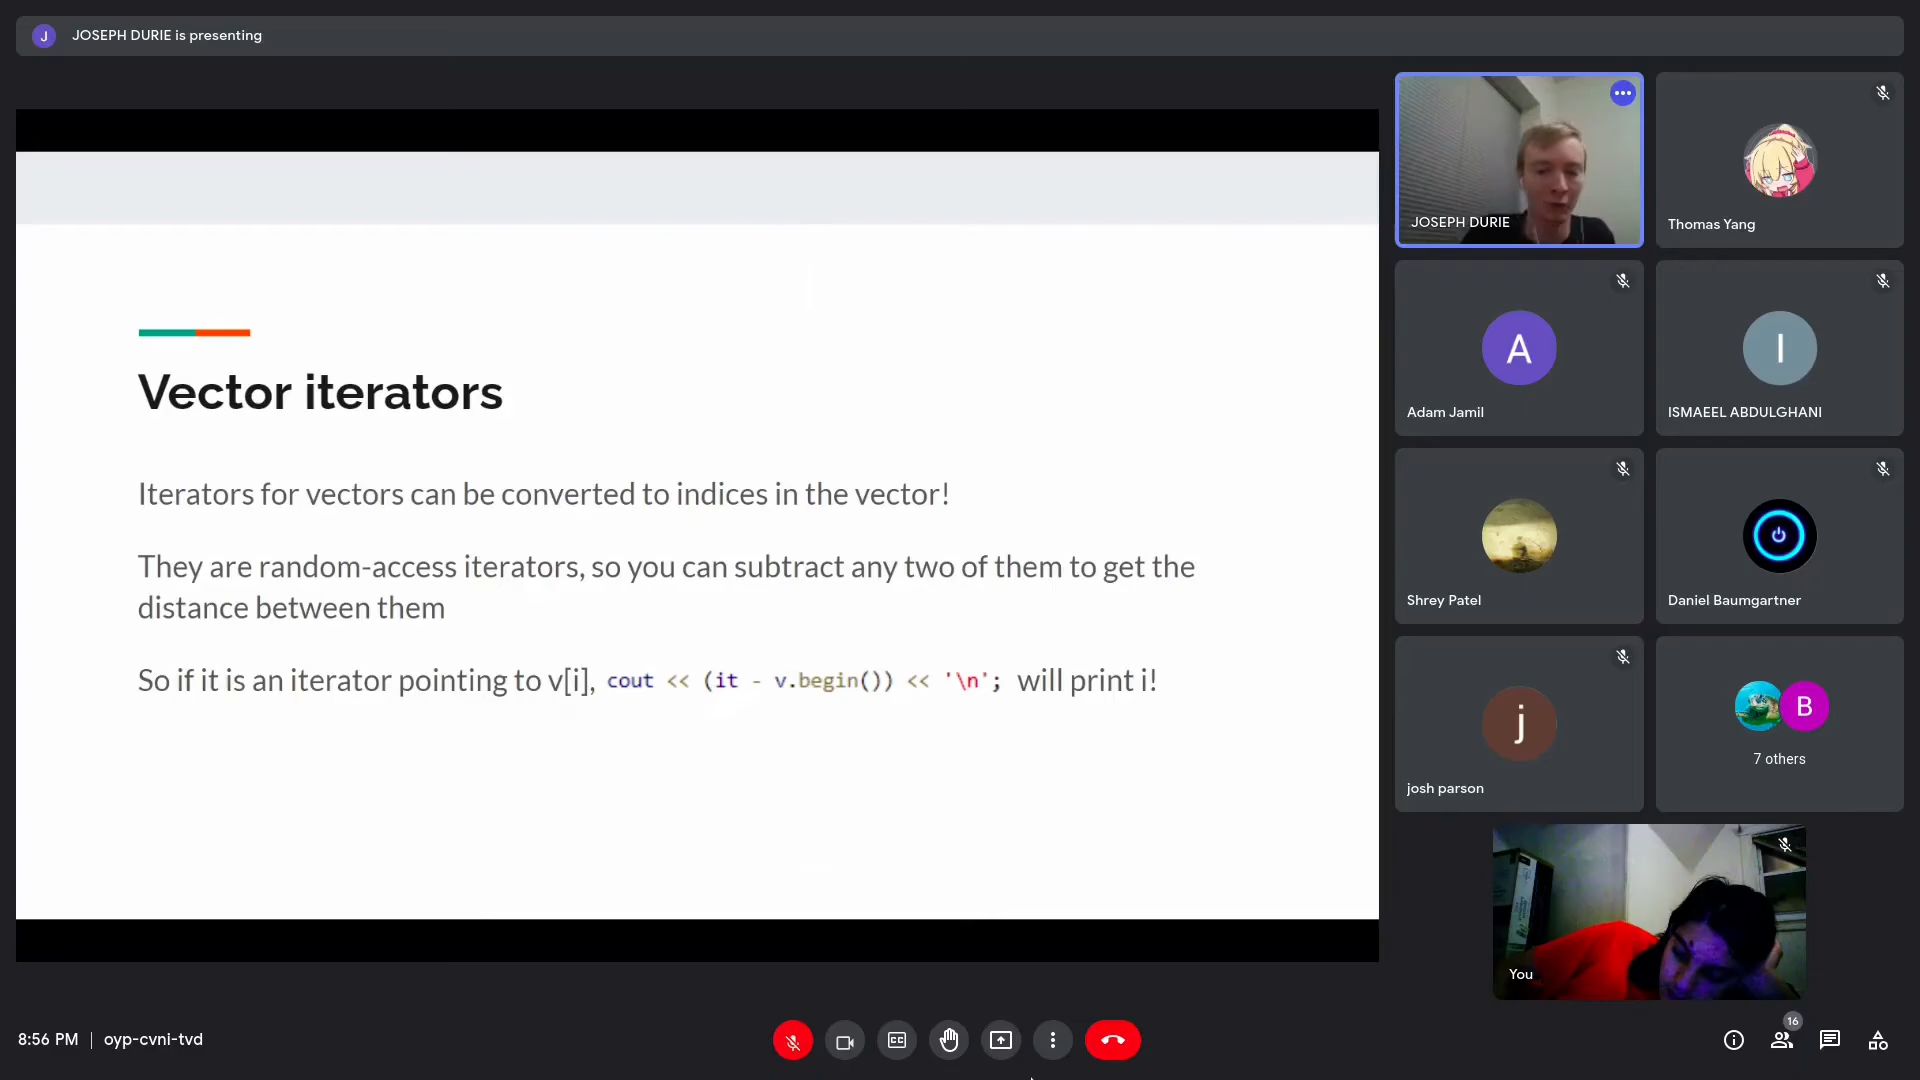 J JOSEPH DURIE is presenting
Vector iterators
Iterators for vectors can be converted to indices in the vector!
They are random-access iterators, so you can subtract any two of them to get the
distance between them
So if it is an iterator pointing to v[i], cout << (it - v.begin()) << '\n'; will print i!
JOSEPH DURIE
Thomas Yang
A
Adam Jamil
I
ISMAEEL ABDULGHANI
Shrey Patel
Daniel Baumgartner
j
josh parson
B
7 others
You
8:56 PM | oyp-cvni-tvd
CC
16